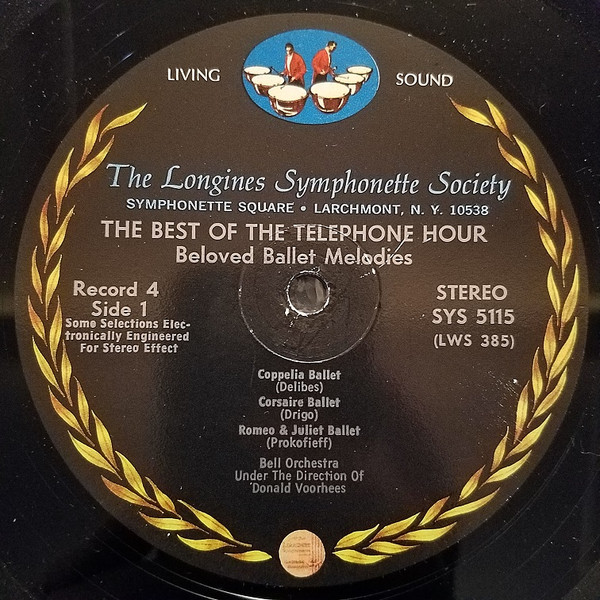 LIVING SOUND
The Longines Symphonette Society
SYMPHONETTE SQUARE • LARCHMONT, N. Y. 10538
THE BEST OF THE TELEPHONE HOUR
Beloved Ballet Melodies
Record 4
Side 1
Some Selections Elec-
tronically Engineered
For Stereo Effect
STEREO
SYS 5115
(LWS 385)
Coppelia Ballet
(Delibes)
Corsaire Ballet
(Drigo)
Romeo & Juliet Ballet
(Prokofieff)
Bell Orchestra
Under The Direction Of
Donald Voorhees